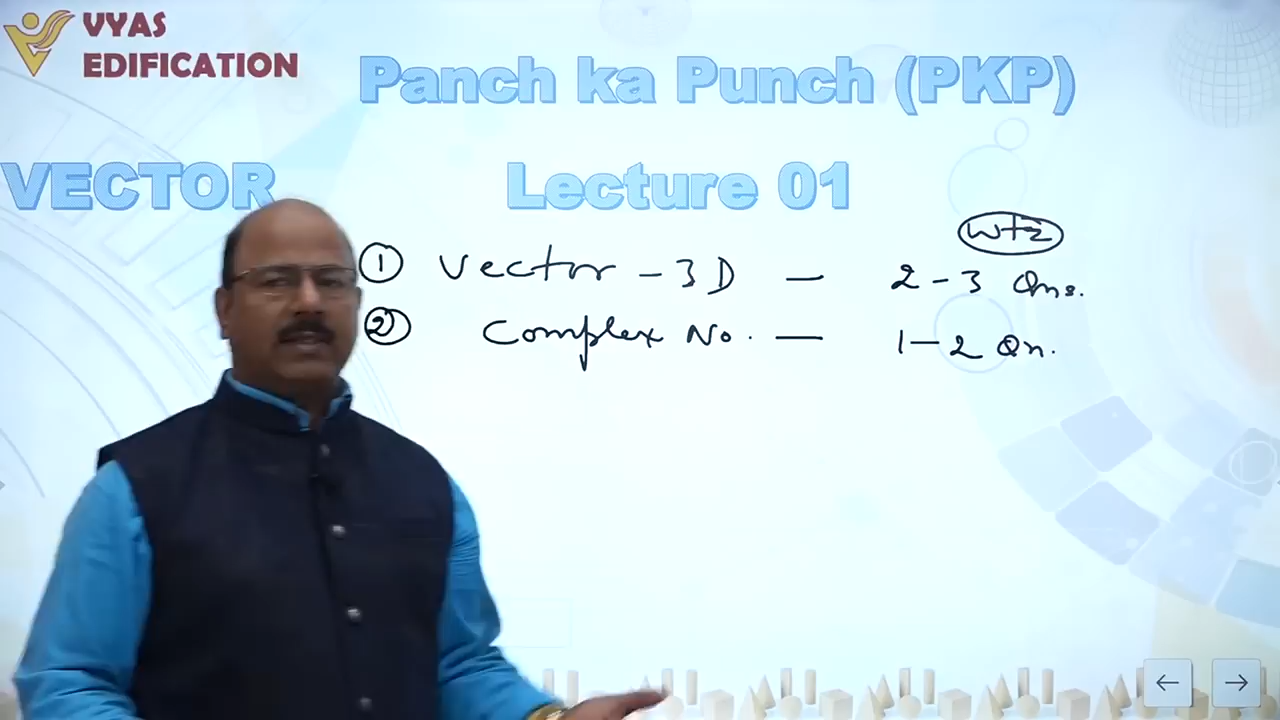 VYAS
EDIFICATION
Panch ka Punch (PKP)
VECTOR
Lecture 01
Wtz
1 Vector - 3D — 2 - 3 Qns.
2 Complex No. — 1 - 2 Qn.